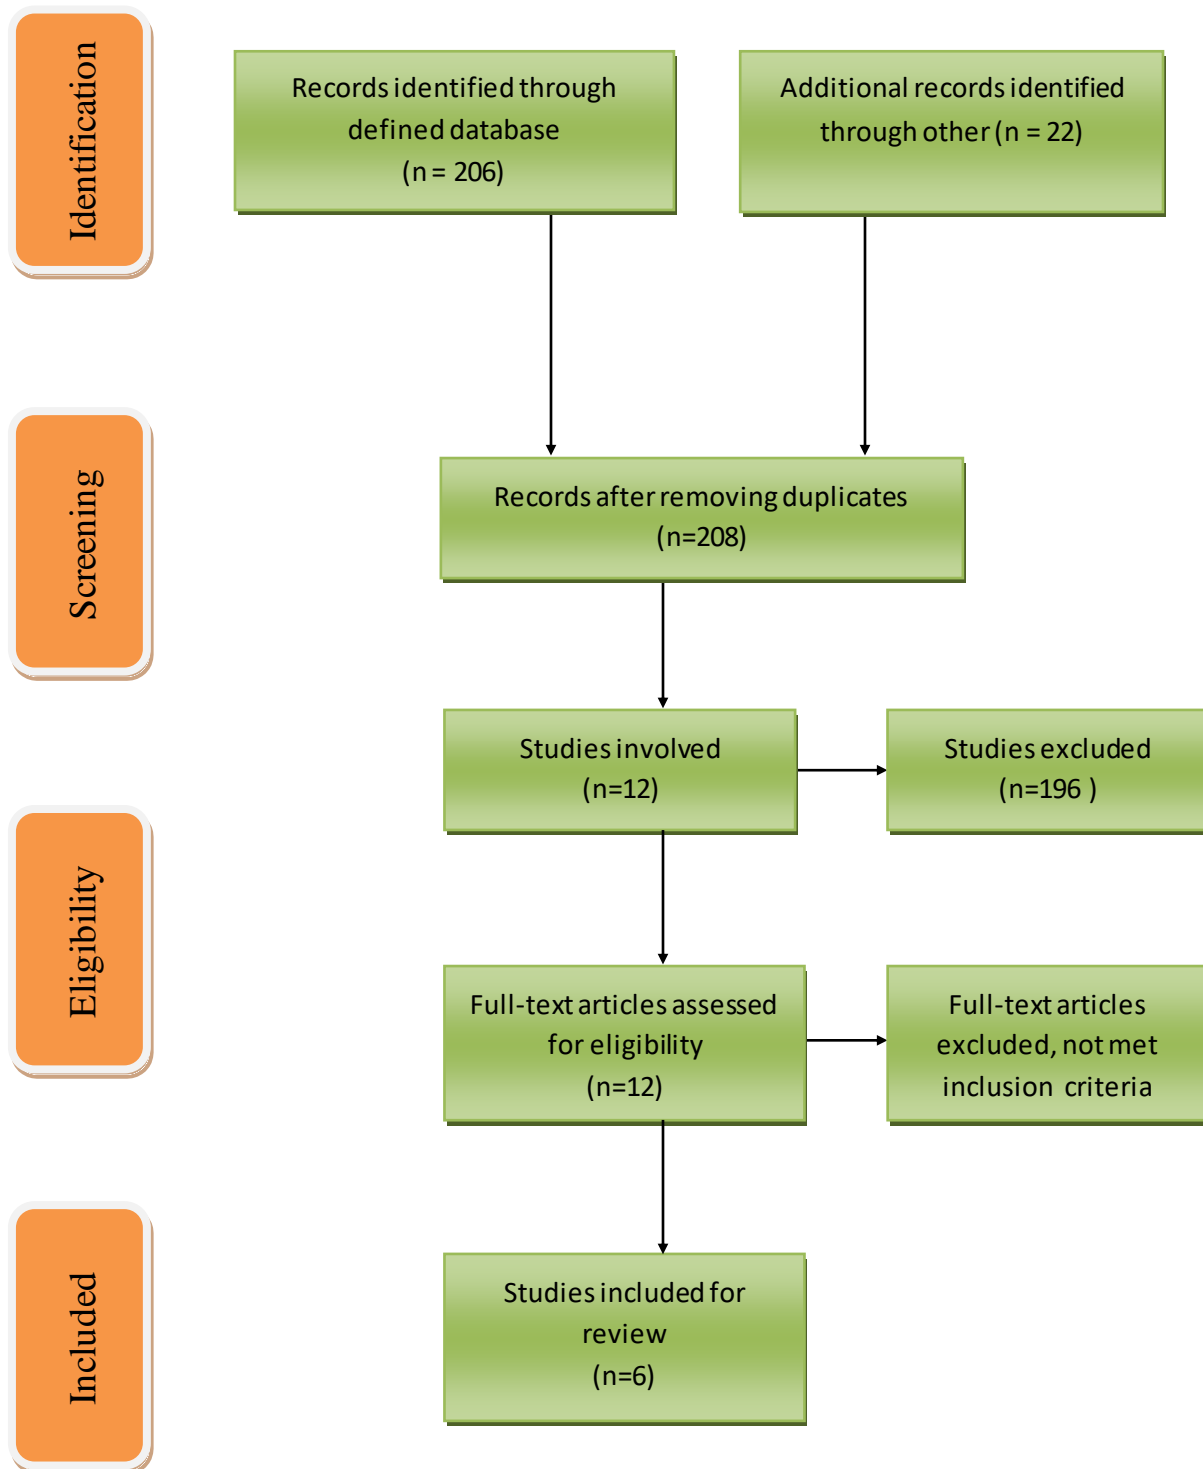 Identification
Records identified through
defined database
(n = 206)
Additional records identified
through other (n = 22)
Screening
Records after removing duplicates
(n=208)
Studies involved
(n=12)
Studies excluded
(n=196 )
Eligibility
Full-text articles assessed
for eligibility
(n=12)
Full-text articles
excluded, not met
inclusion criteria
Included
Studies included for
review
(n=6)